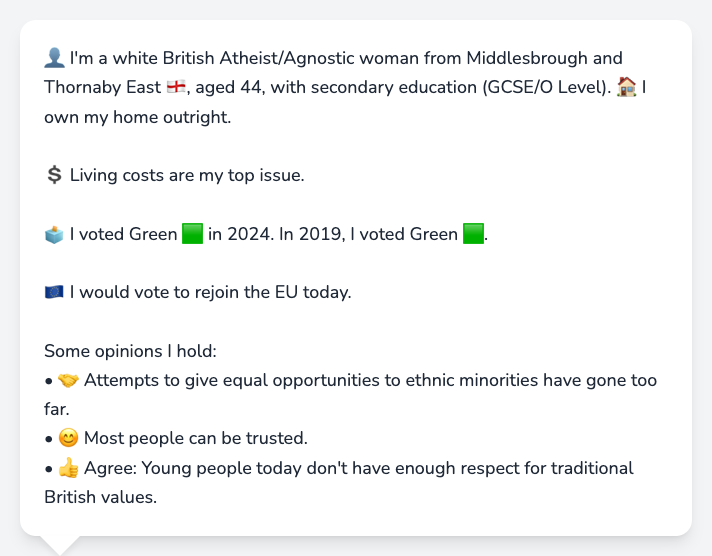 👤 I'm a white British Atheist/Agnostic woman from Middlesbrough and
Thornaby East 🏴󠁧󠁢󠁥󠁮󠁧󠁿, aged 44, with secondary education (GCSE/O Level). 🏠 I
own my home outright.
💲 Living costs are my top issue.
🗳️ I voted Green 🟩 in 2024. In 2019, I voted Green 🟩.
🇪🇺 I would vote to rejoin the EU today.
Some opinions I hold:
• 🤝 Attempts to give equal opportunities to ethnic minorities have gone too
far.
• 😊 Most people can be trusted.
• 👍 Agree: Young people today don't have enough respect for traditional
British values.